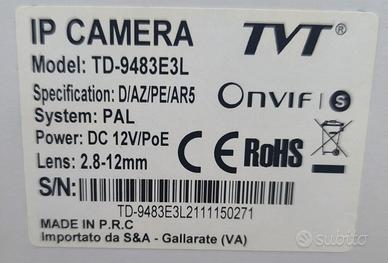 IP CAMERA
TVT®
Model: TD-9483E3L
Specification: D/AZ/PE/AR5
ONVIF | S
System: PAL
Power: DC 12V/PoE
CE RoHS
Lens: 2.8-12mm
S/N:
TD-9483E3L2111150271
MADE IN P.R.C
Importato da S&A - Gallarate (VA)
subito